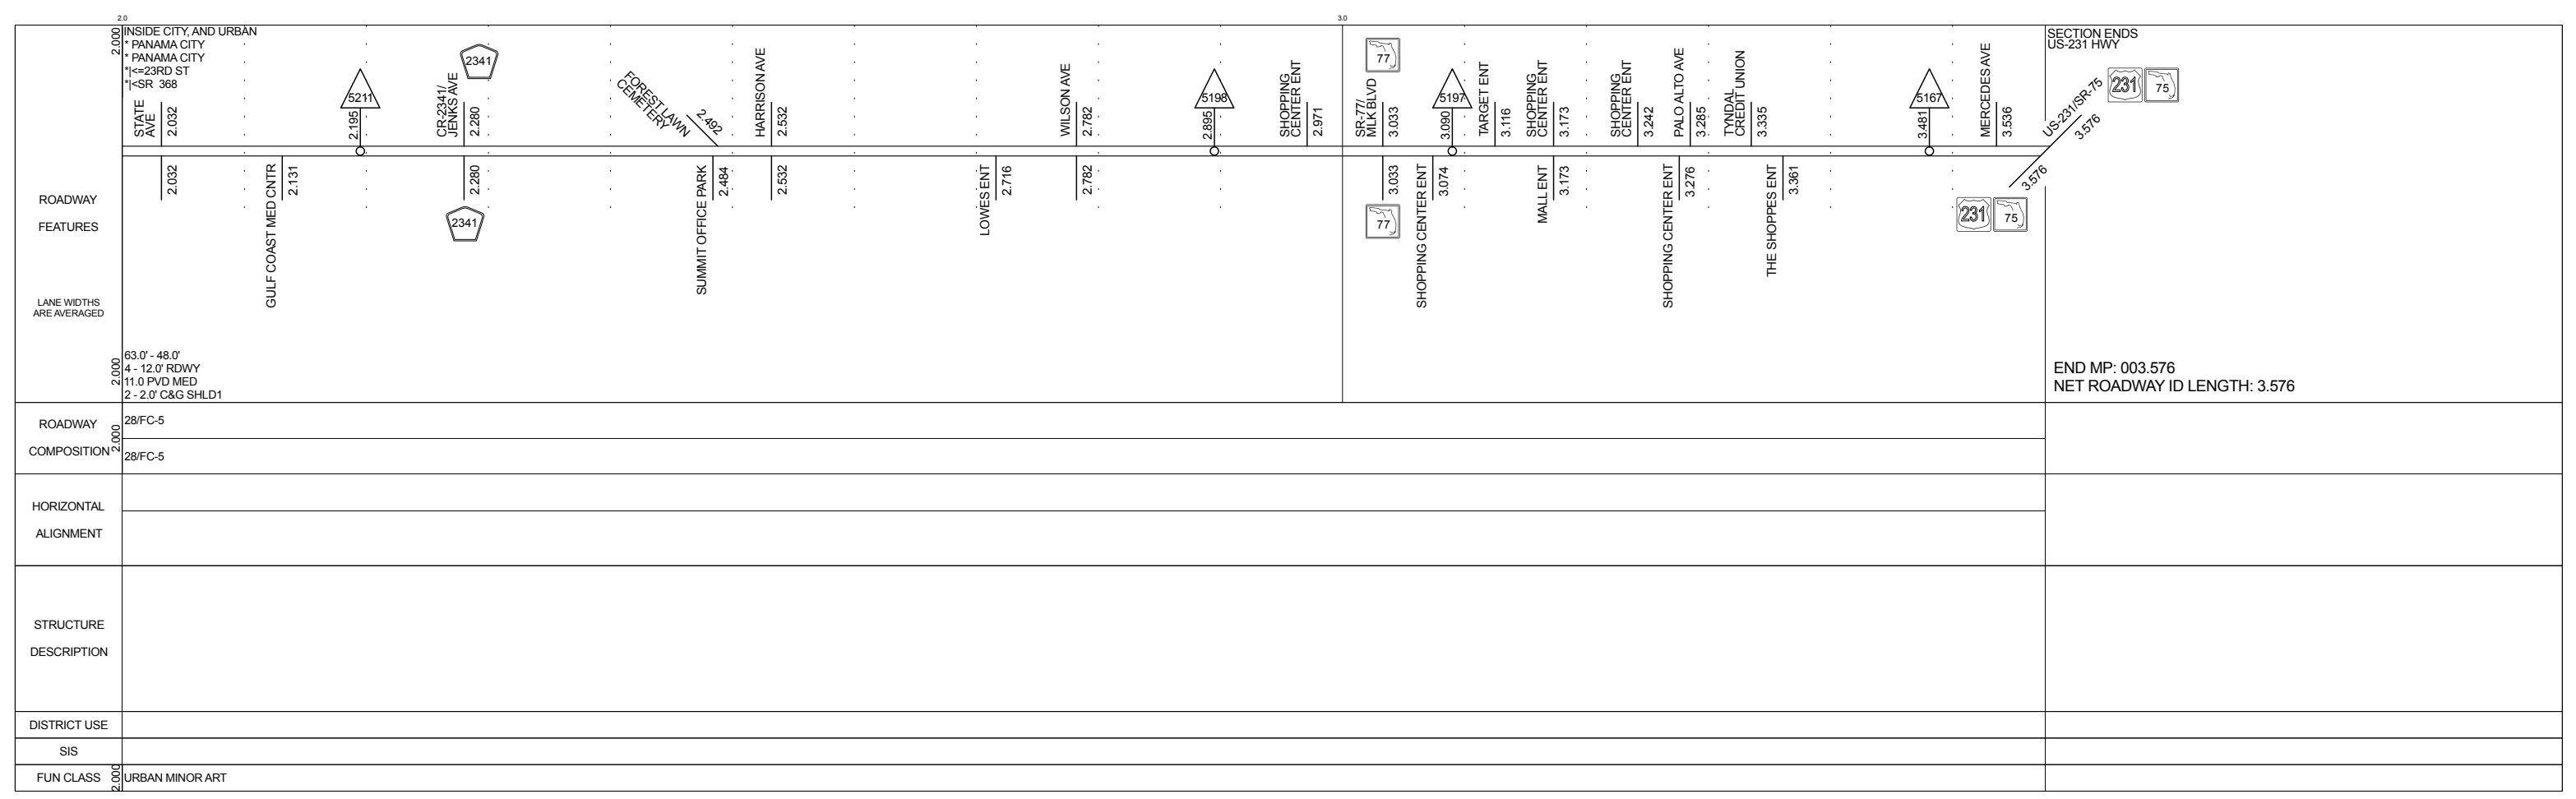 2.0
3.0
2.000
INSIDE CITY, AND URBAN
* PANAMA CITY
* PANAMA CITY
*|<=23RD ST
*|<SR 368
STATE
AVE
2.032
5211
2.195
2341
CR-2341/
JENKS AVE
2.280
FOREST LAWN
CEMETERY
2.492
HARRISON AVE
2.532
WILSON AVE
2.782
5198
2.895
SHOPPING
CENTER ENT
2.971
77
SR-77/
MLK BLVD
3.033
5197
3.090
TARGET ENT
3.116
SHOPPING
CENTER ENT
3.173
SHOPPING
CENTER ENT
3.242
PALO ALTO AVE
3.285
TYNDAL
CREDIT UNION
3.335
5167
3.481
MERCEDES AVE
3.536
SECTION ENDS
US-231 HWY
US-231/SR-75
3.576
231
75
ROADWAY
FEATURES
2.032
GULF COAST MED CNTR
2.131
2.280
2341
SUMMIT OFFICE PARK
2.484
2.532
LOWES ENT
2.716
2.782
3.033
77
SHOPPING CENTER ENT
3.074
MALL ENT
3.173
SHOPPING CENTER ENT
3.276
THE SHOPPES ENT
3.361
3.576
231
75
LANE WIDTHS
ARE AVERAGED
2.000
63.0' - 48.0'
4 - 12.0' RDWY
11.0 PVD MED
2 - 2.0' C&G SHLD1
END MP: 003.576
NET ROADWAY ID LENGTH: 3.576
ROADWAY
COMPOSITION
2.000
28/FC-5
28/FC-5
HORIZONTAL
ALIGNMENT
STRUCTURE
DESCRIPTION
DISTRICT USE
SIS
FUN CLASS
2.000
URBAN MINOR ART